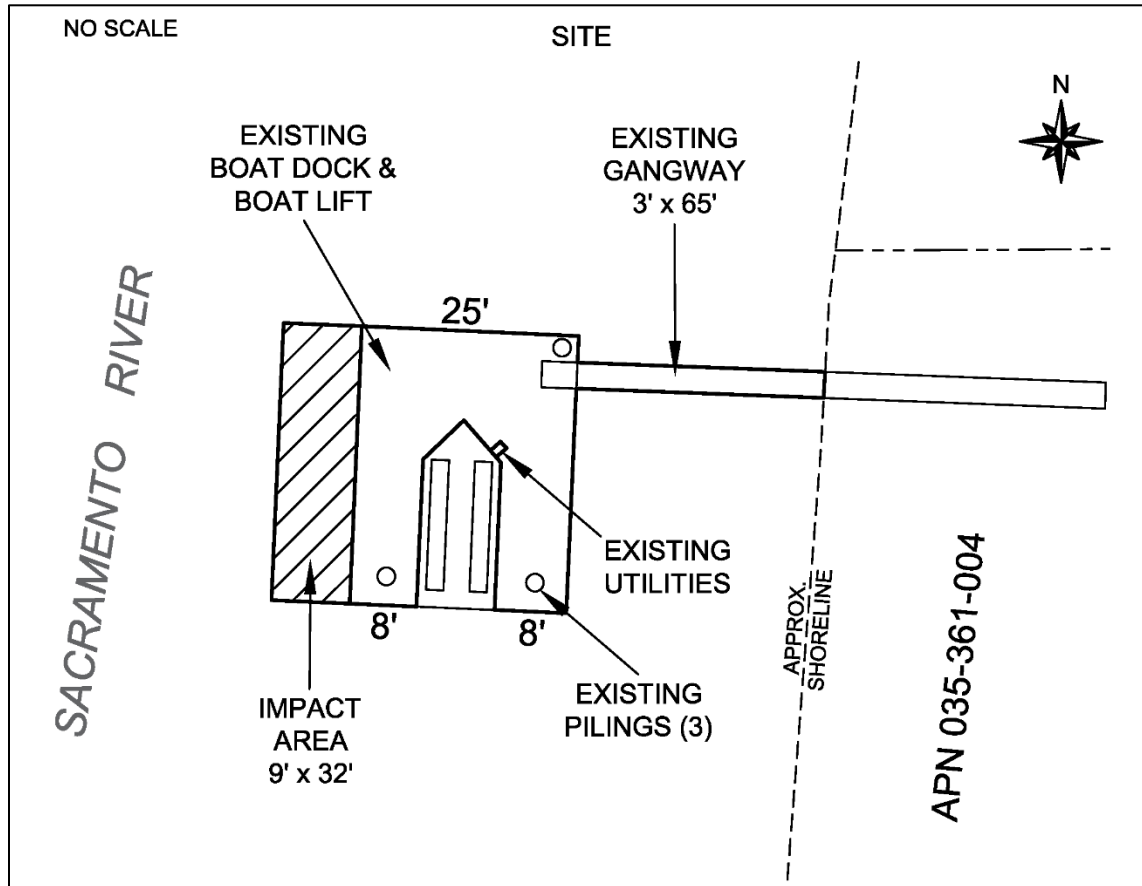 NO SCALE
SITE
N
EXISTING
BOAT DOCK &
BOAT LIFT
EXISTING
GANGWAY
3' x 65'
SACRAMENTO RIVER
25'
EXISTING
UTILITIES
8'
8'
IMPACT
AREA
9' x 32'
EXISTING
PILINGS (3)
APPROX.
SHORELINE
APN 035-361-004